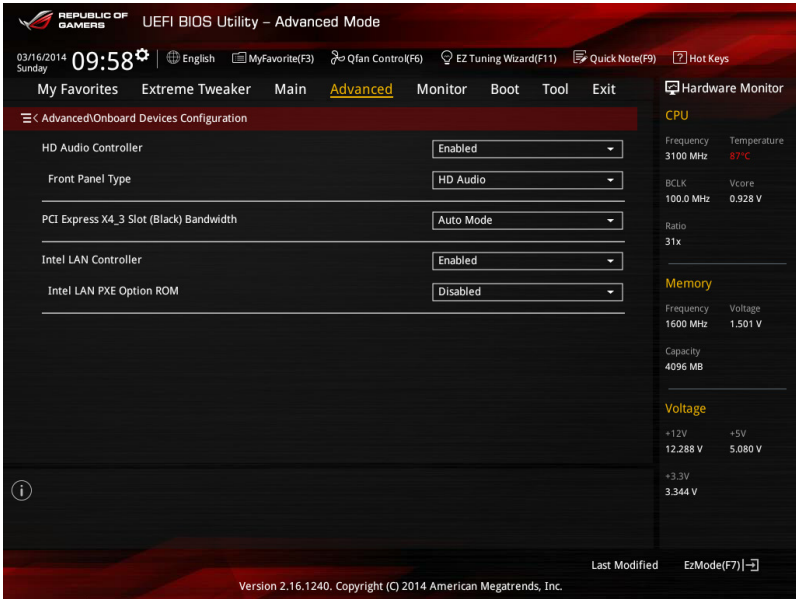 REPUBLIC OF
GAMERS
UEFI BIOS Utility – Advanced Mode
03/16/2014
Sunday
09:58
English
MyFavorite(F3)
Qfan Control(F6)
EZ Tuning Wizard(F11)
Quick Note(F9)
? Hot Keys
My Favorites
Extreme Tweaker
Main
Advanced
Monitor
Boot
Tool
Exit
Advanced\Onboard Devices Configuration
HD Audio Controller
Enabled
Front Panel Type
HD Audio
PCI Express X4_3 Slot (Black) Bandwidth
Auto Mode
Intel LAN Controller
Enabled
Intel LAN PXE Option ROM
Disabled
Hardware Monitor
CPU
Frequency Temperature
3100 MHz 87°C
BCLK Vcore
100.0 MHz 0.928 V
Ratio
31x
Memory
Frequency Voltage
1600 MHz 1.501 V
Capacity
4096 MB
Voltage
+12V +5V
12.288 V 5.080 V
+3.3V
3.344 V
Last Modified
EzMode(F7)
Version 2.16.1240. Copyright (C) 2014 American Megatrends, Inc.